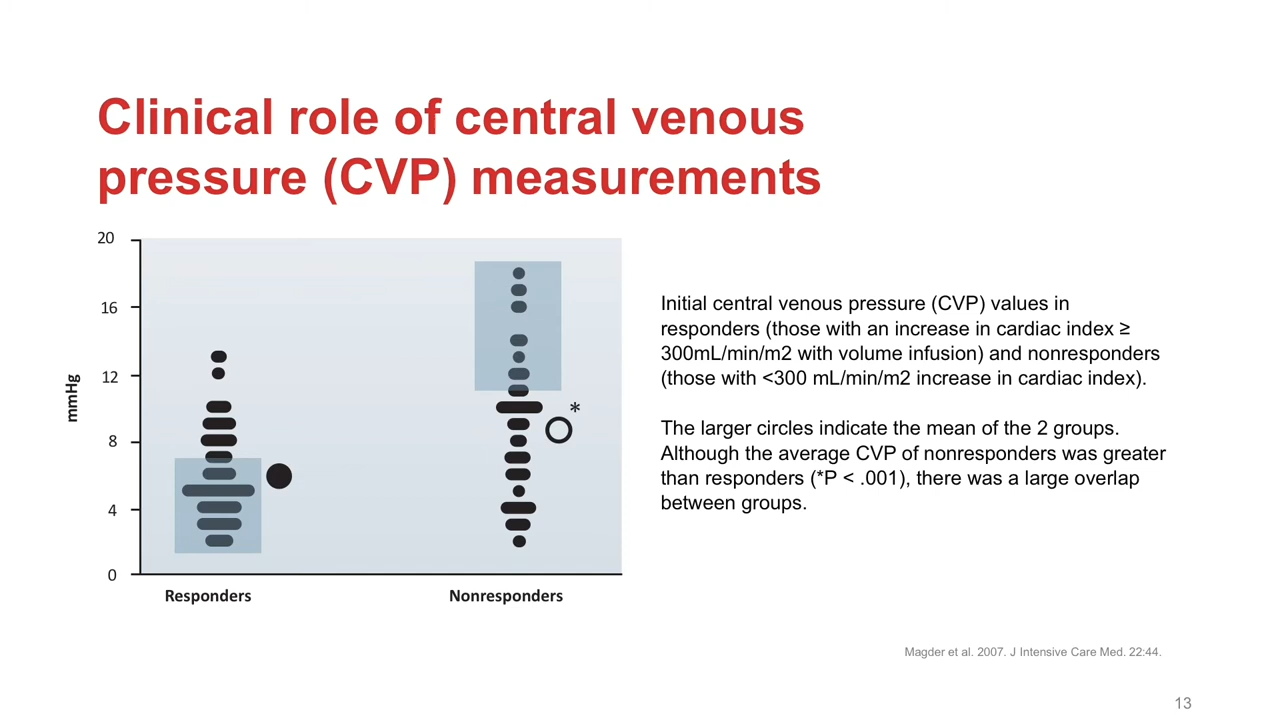 Clinical role of central venous
pressure (CVP) measurements
20
16
12
8
4
0
mmHg
*
Responders
Nonresponders
Initial central venous pressure (CVP) values in
responders (those with an increase in cardiac index ≥
300mL/min/m2 with volume infusion) and nonresponders
(those with <300 mL/min/m2 increase in cardiac index).
The larger circles indicate the mean of the 2 groups.
Although the average CVP of nonresponders was greater
than responders (*P < .001), there was a large overlap
between groups.
Magder et al. 2007. J Intensive Care Med. 22:44.
13